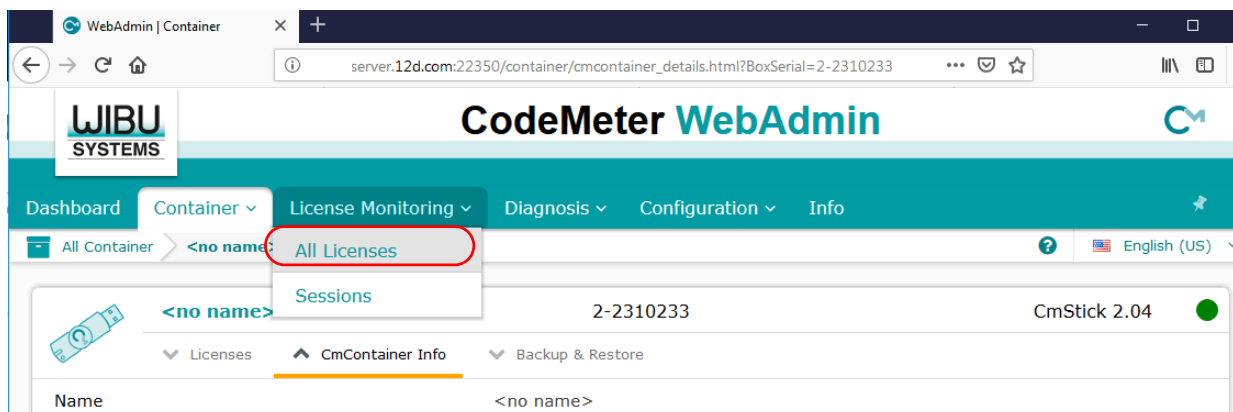 WebAdmin | Container
server.12d.com:22350/container/cmcontainer_details.html?BoxSerial=2-2310233
WIBU
SYSTEMS
CodeMeter WebAdmin
Dashboard Container License Monitoring Diagnosis Configuration Info
All Container <no name> English (US)
All Licenses
Sessions
<no name> 2-2310233 CmStick 2.04
Licenses CmContainer Info Backup & Restore
Name <no name>